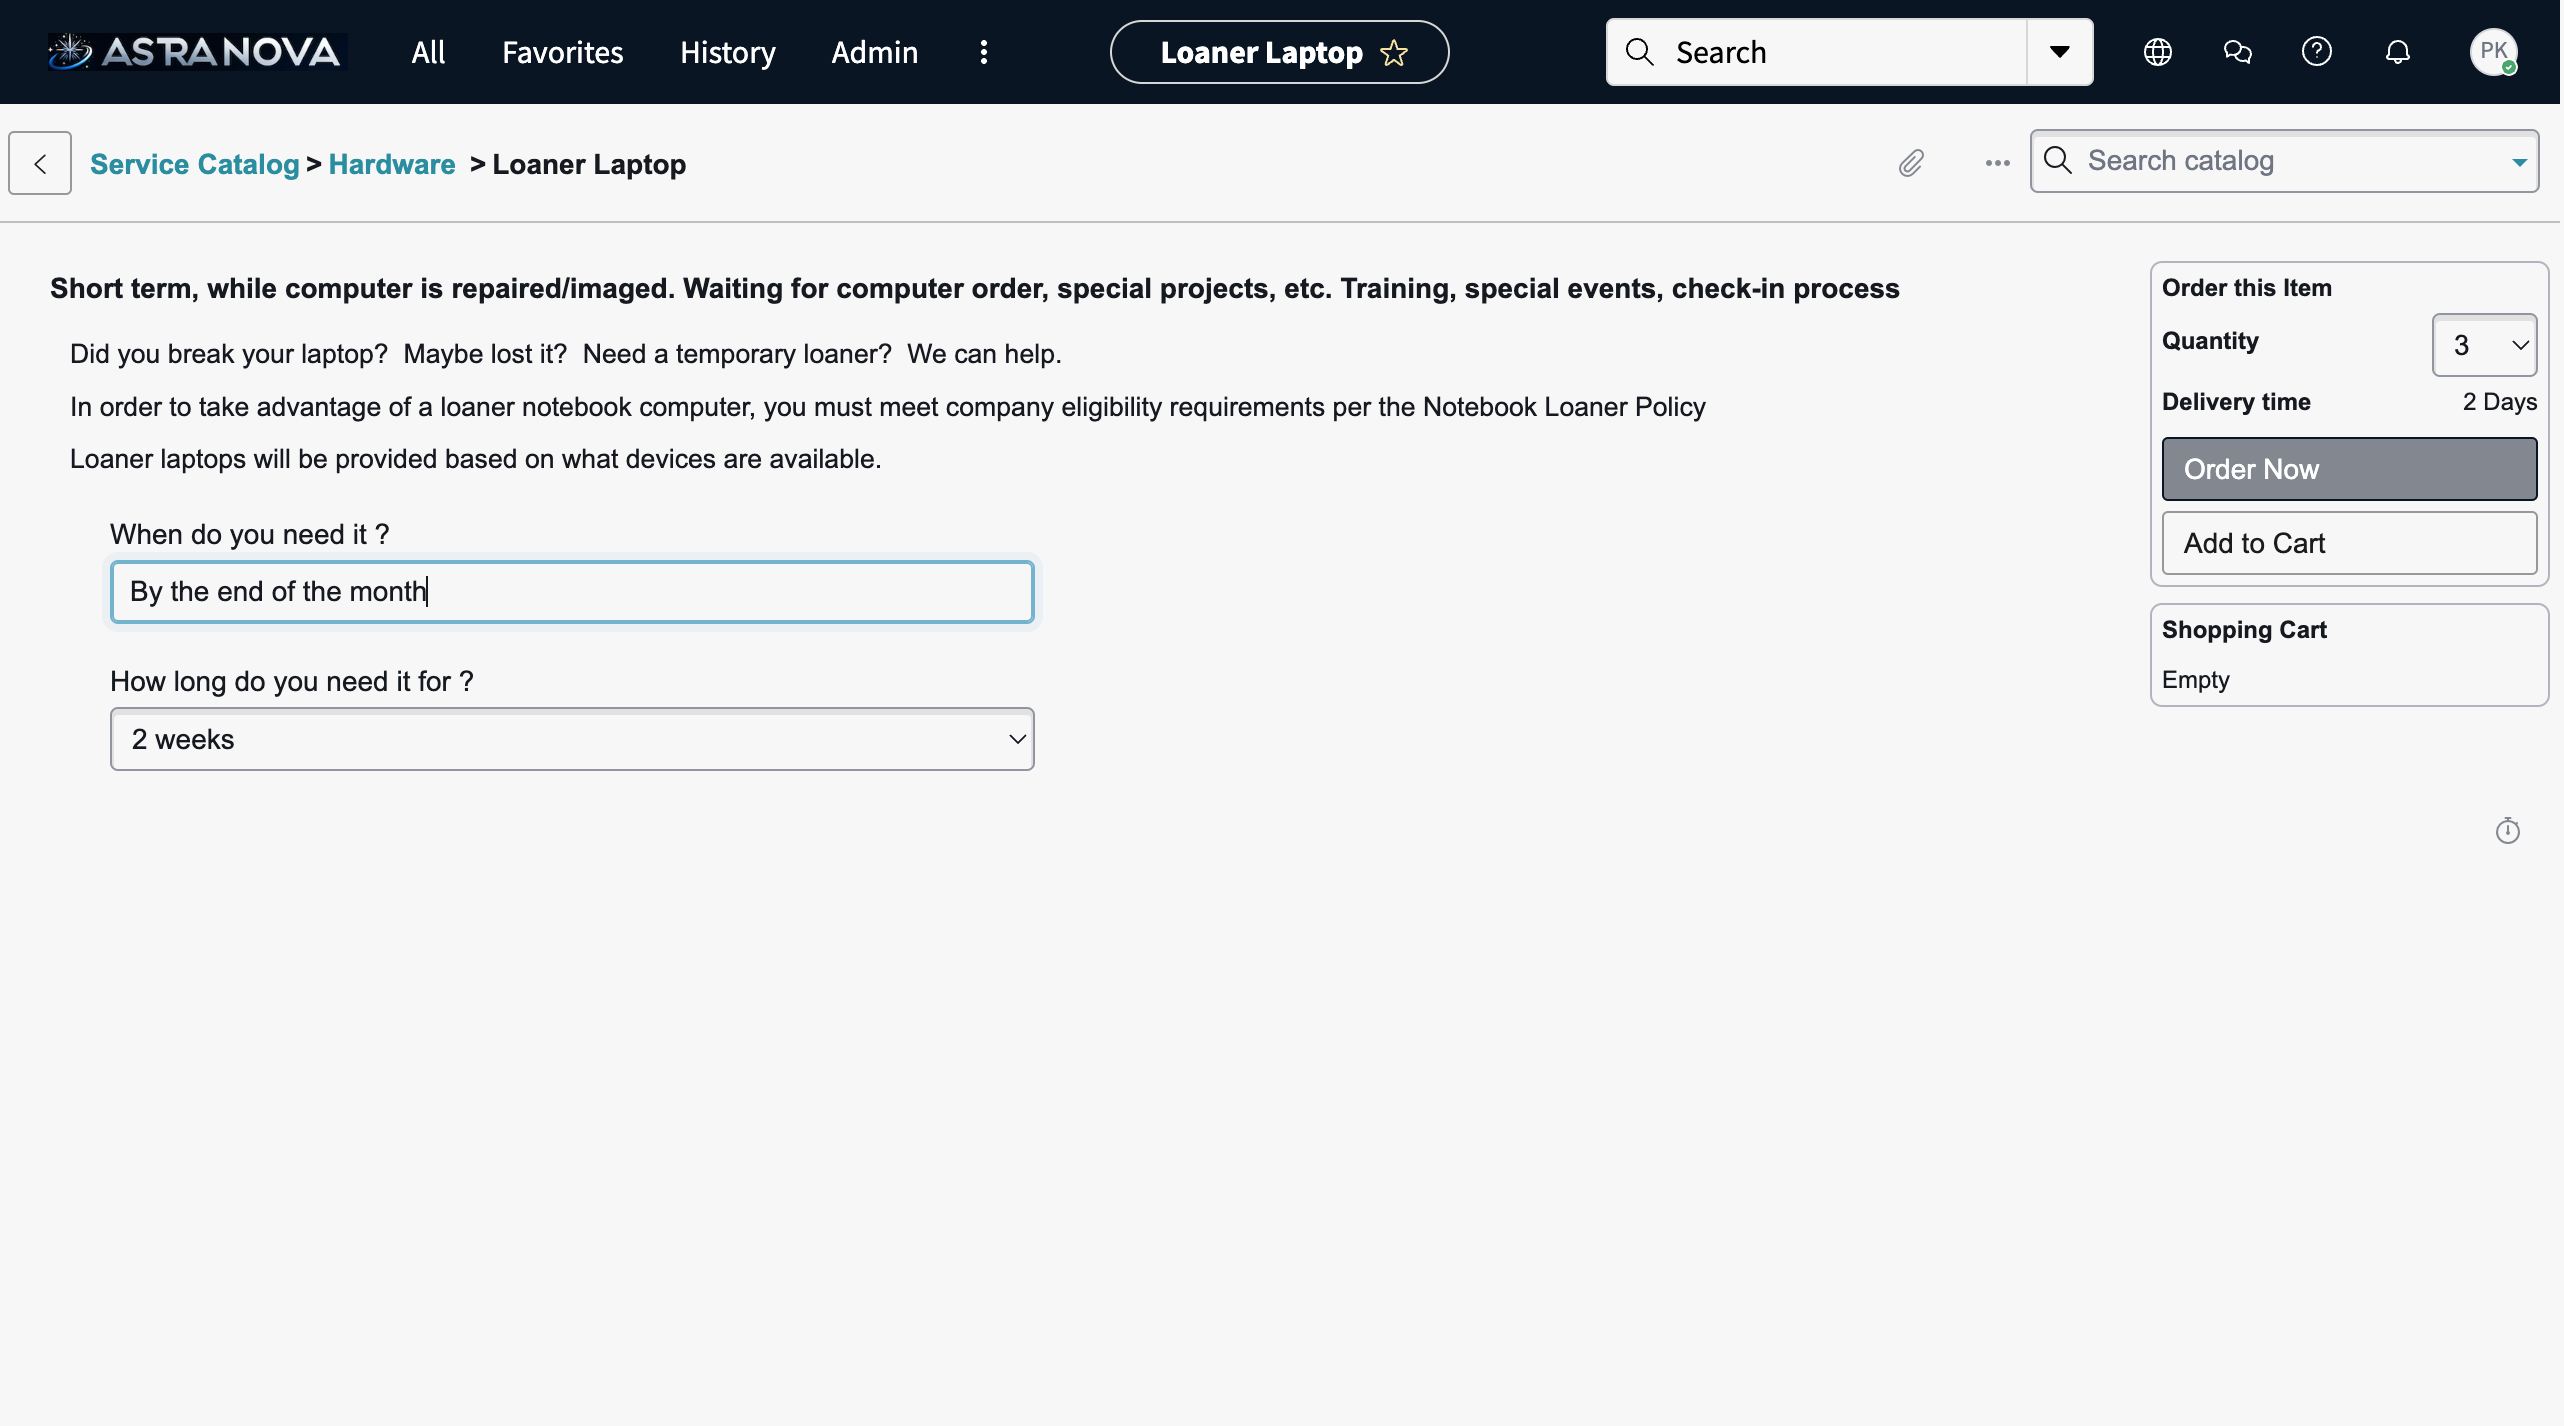 ASTRANOVA All Favorites History Admin Loaner Laptop Search PK
Service Catalog > Hardware > Loaner Laptop Search catalog
Short term, while computer is repaired/imaged. Waiting for computer order, special projects, etc. Training, special events, check-in process
Did you break your laptop? Maybe lost it? Need a temporary loaner? We can help.
In order to take advantage of a loaner notebook computer, you must meet company eligibility requirements per the Notebook Loaner Policy
Loaner laptops will be provided based on what devices are available.
When do you need it ?
By the end of the month
How long do you need it for ?
2 weeks
Order this Item
Quantity 3
Delivery time 2 Days
Order Now
Add to Cart
Shopping Cart
Empty